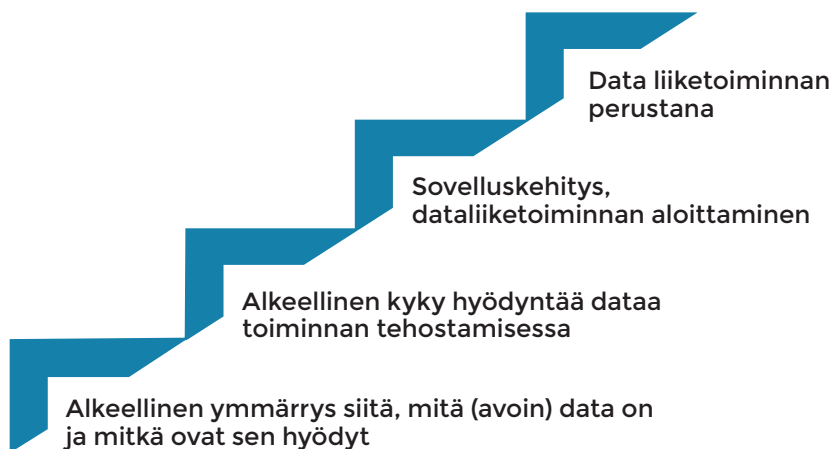 Data liiketoiminnan
perustana
Sovelluskehitys,
dataliiketoiminnan aloittaminen
Alkeellinen kyky hyödyntää dataa
toiminnan tehostamisessa
Alkeellinen ymmärrys siitä, mitä (avoin) data on
ja mitkä ovat sen hyödyt